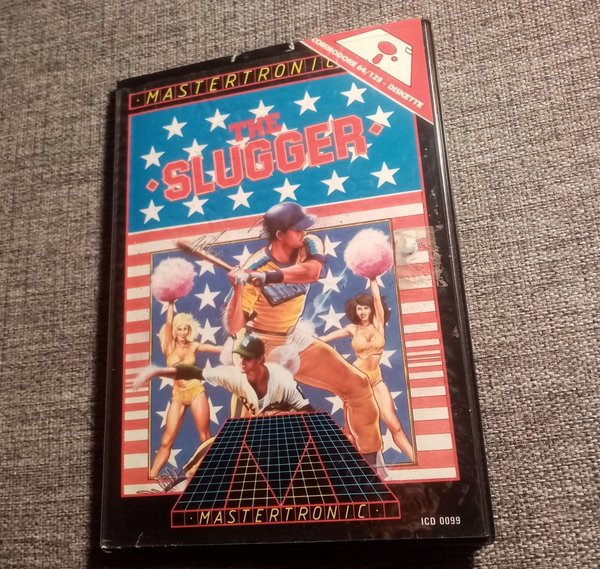 COMMODORE 64/128 - DISKETTE
· MASTERTRONIC
THE
· SLUGGER ·
· MASTERTRONIC ·
ICD 0099